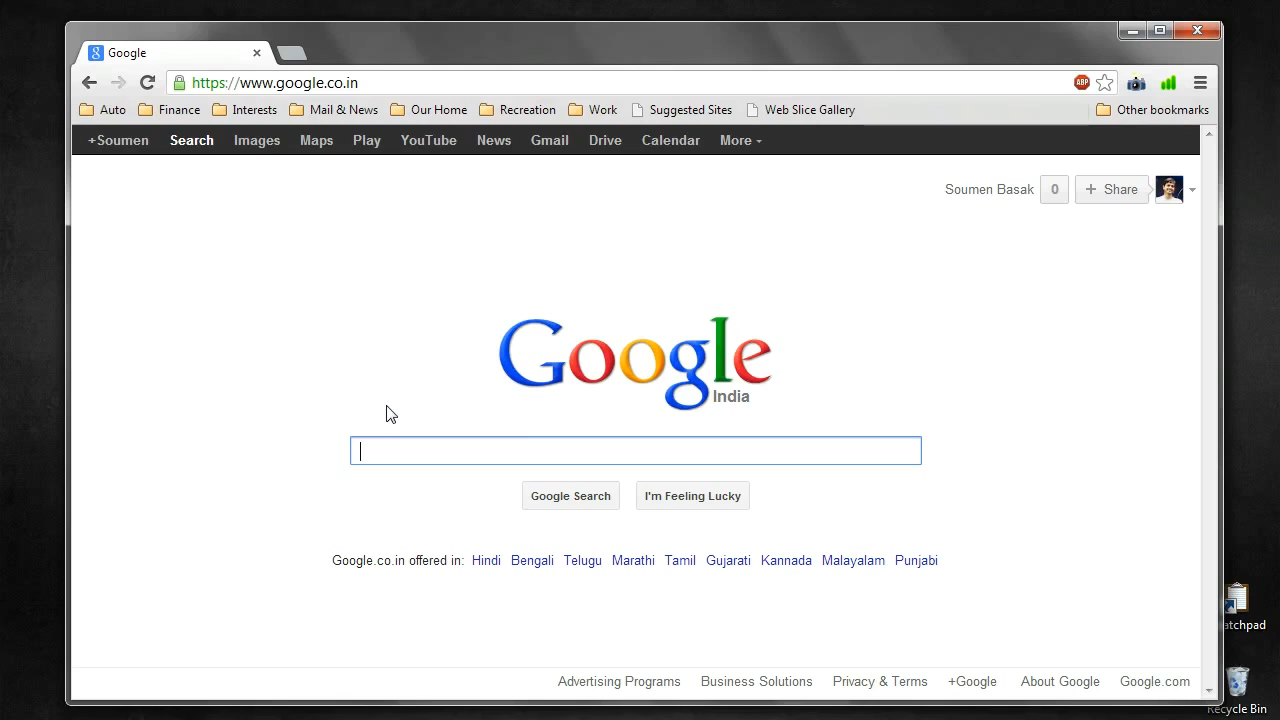 Google
https://www.google.co.in
ABP
Auto Finance Interests Mail & News Our Home Recreation Work Suggested Sites Web Slice Gallery Other bookmarks
+Soumen Search Images Maps Play YouTube News Gmail Drive Calendar More
Soumen Basak 0 + Share
Google
India
Google Search I'm Feeling Lucky
Google.co.in offered in: Hindi Bengali Telugu Marathi Tamil Gujarati Kannada Malayalam Punjabi
atchpad
Advertising Programs Business Solutions Privacy & Terms +Google About Google Google.com
Recycle Bin